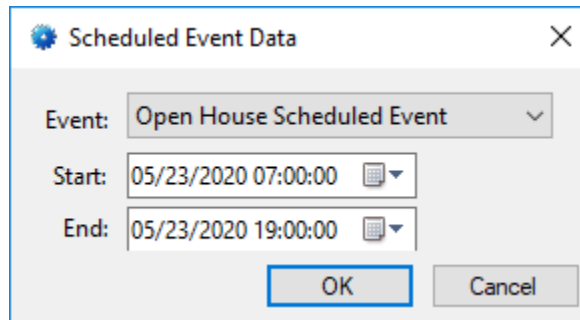 Scheduled Event Data
Event: Open House Scheduled Event
Start: 05/23/2020 07:00:00
End: 05/23/2020 19:00:00
OK Cancel